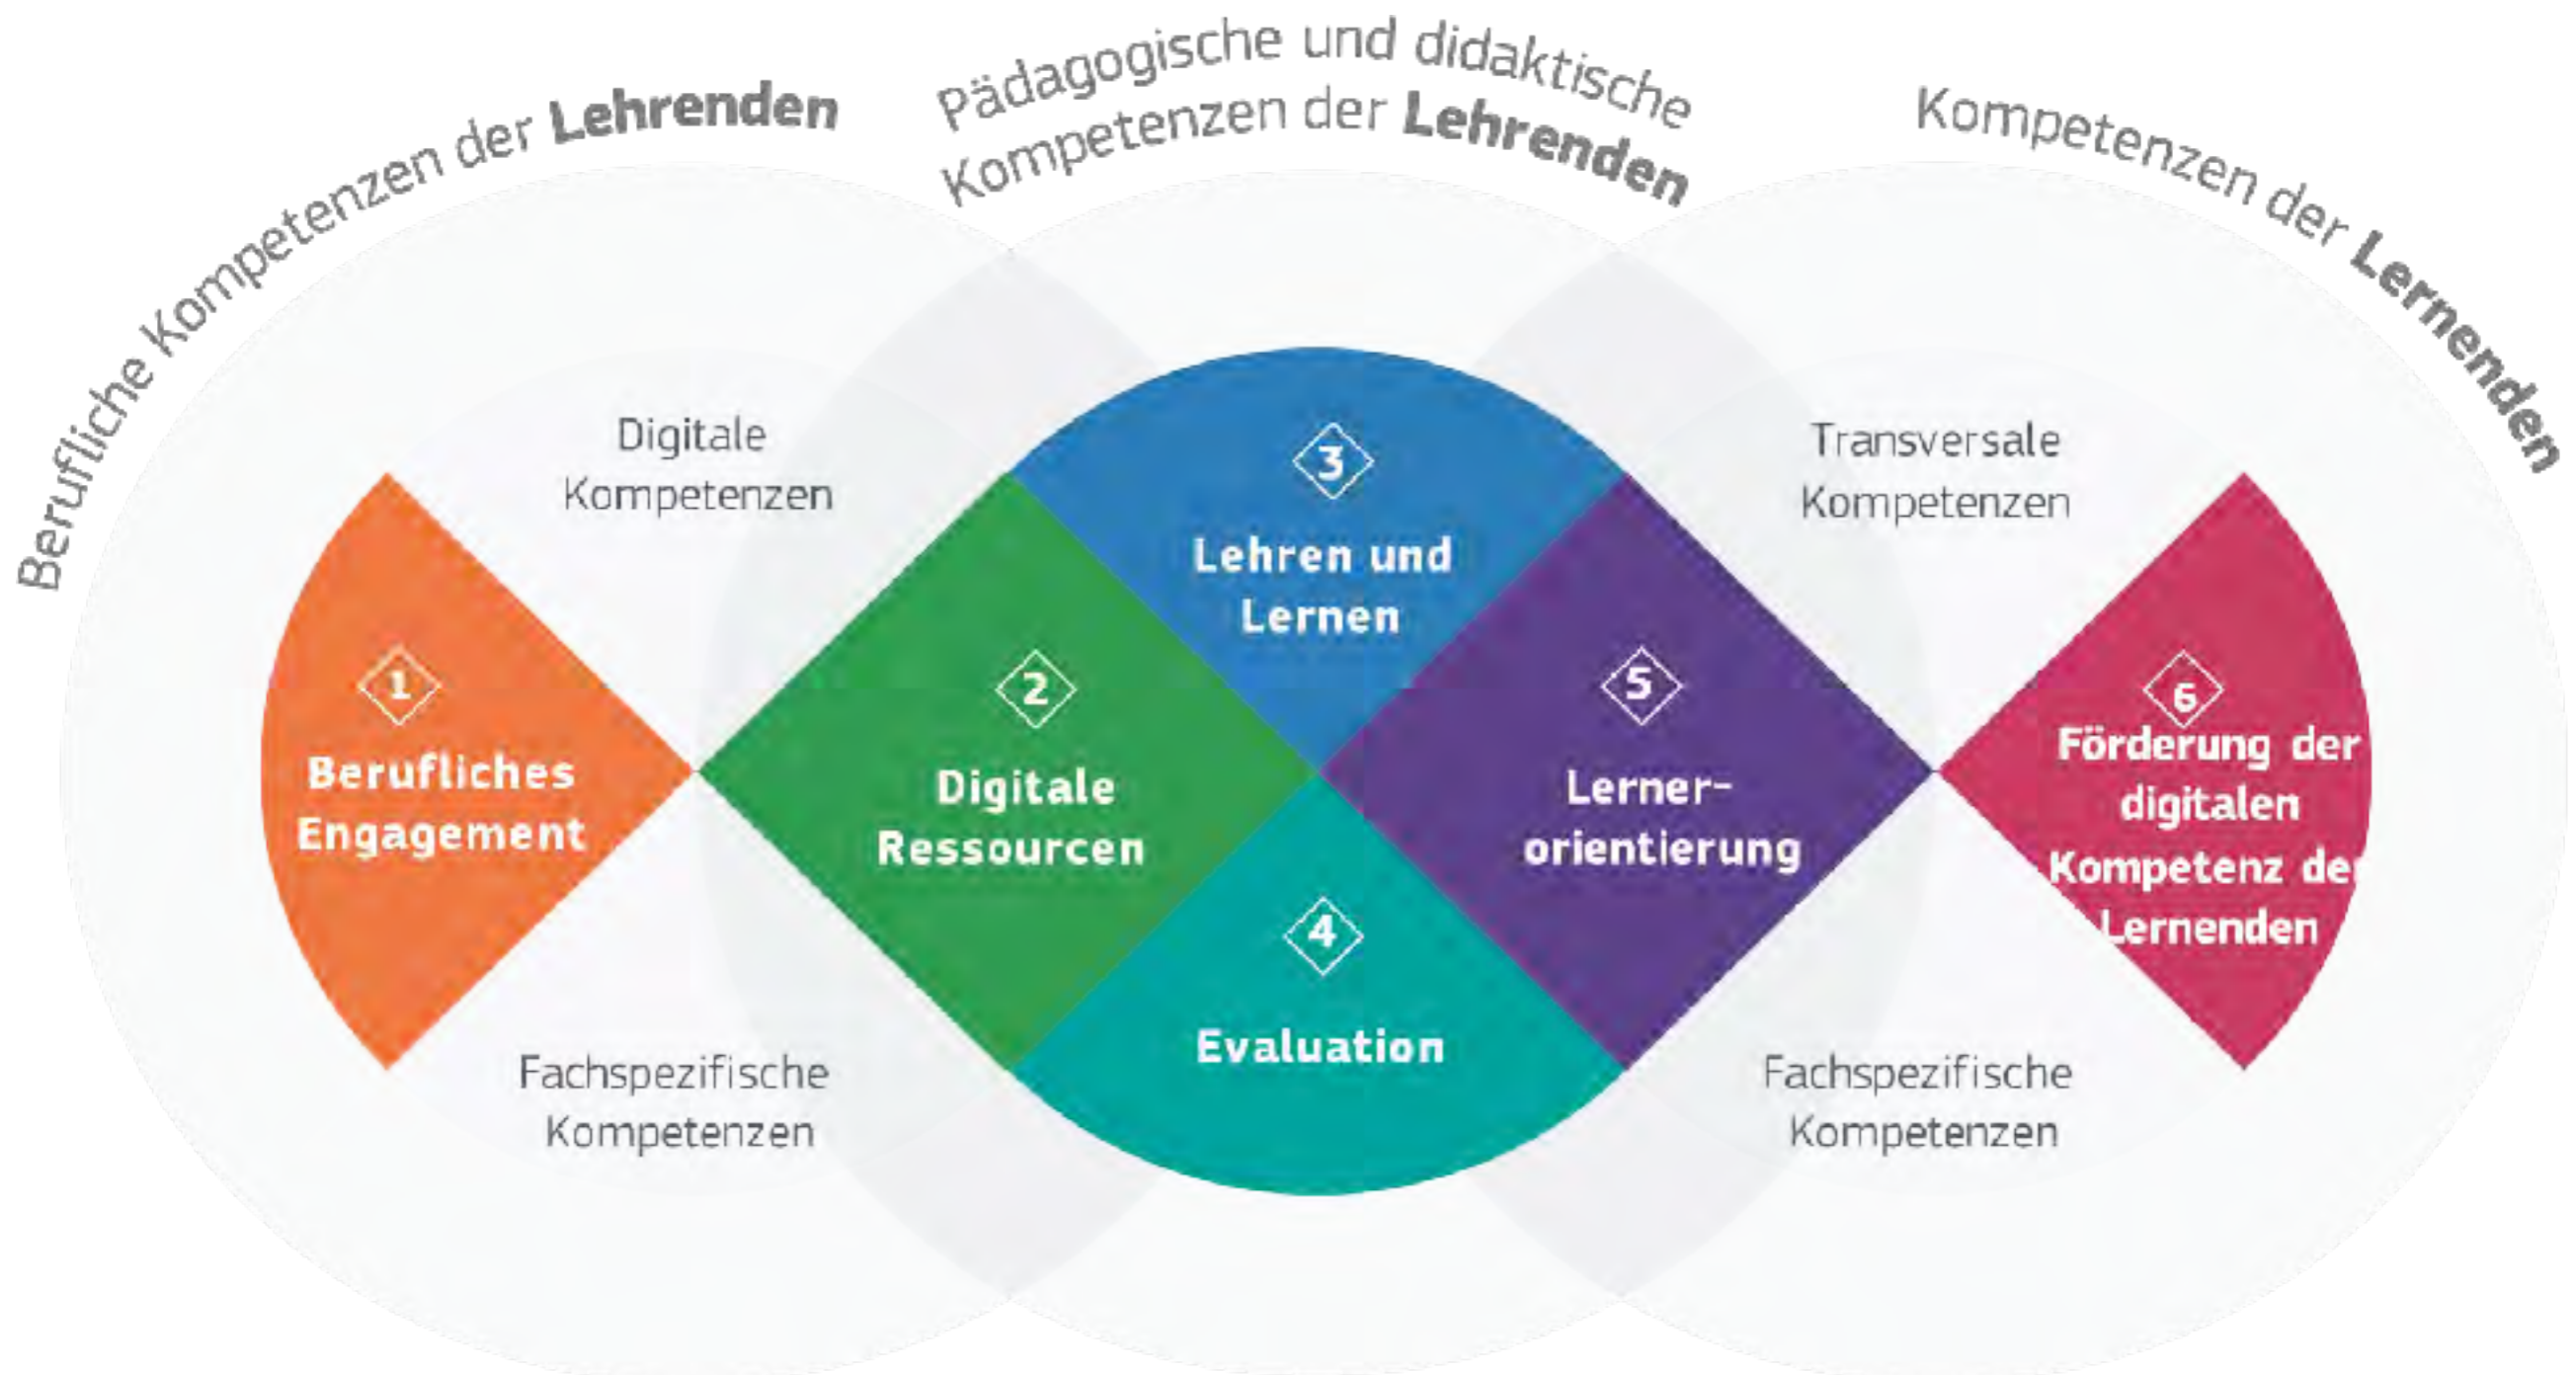 Berufliche Kompetenzen der Lehrenden
Pädagogische und didaktische
Kompetenzen der Lehrenden
Kompetenzen der Lernenden
Digitale
Kompetenzen
Fachspezifische
Kompetenzen
1
Berufliches
Engagement
2
Digitale
Ressourcen
3
Lehren und
Lernen
4
Evaluation
5
Lerner-
orientierung
Transversale
Kompetenzen
Fachspezifische
Kompetenzen
6
Förderung der
digitalen
Kompetenz der
Lernenden